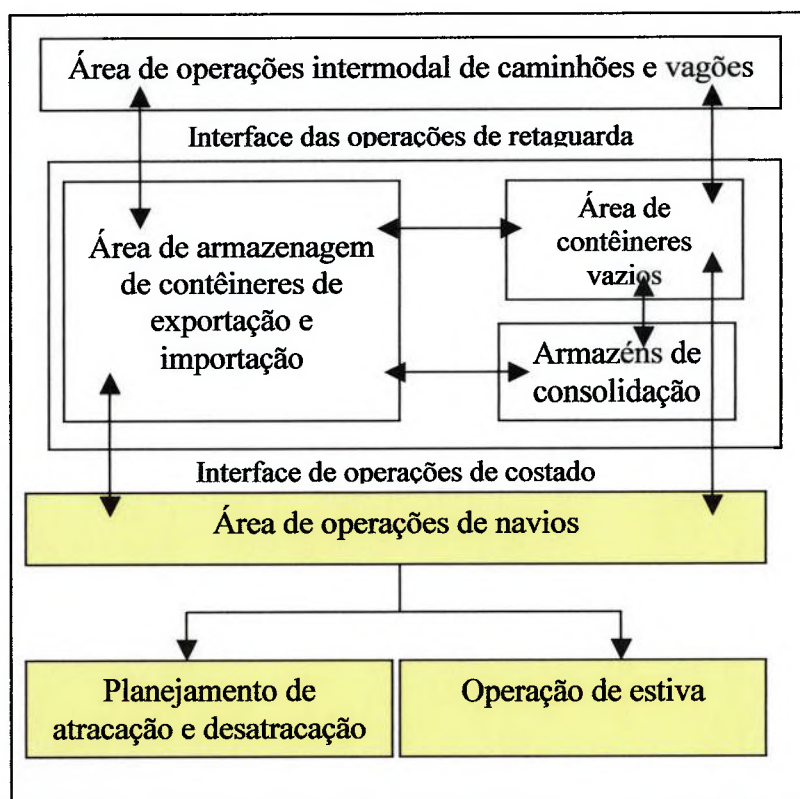 Área de operações intermodal de caminhões e vagões
Interface das operações de retaguarda
Área de armazenagem
de contêineres de
exportação e
importação
Área de
contêineres
vazios
Armazéns de
consolidação
Interface de operações de costado
Área de operações de navios
Planejamento de
atracação e desatracação
Operação de estiva